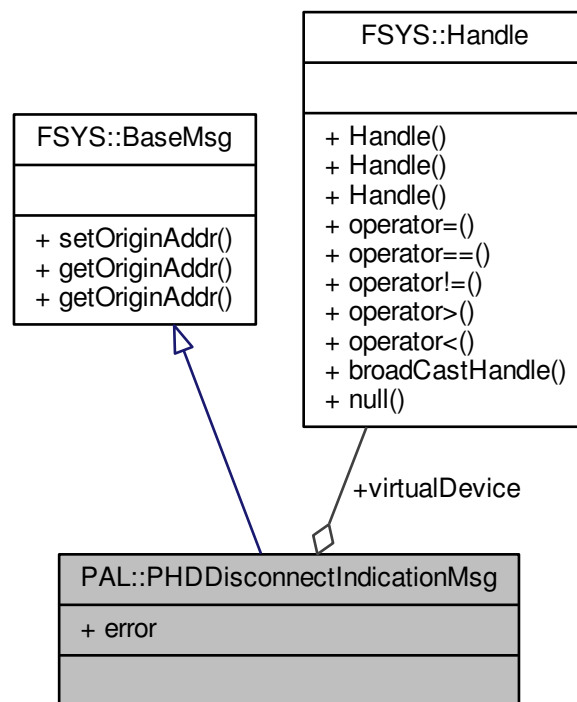 FSYS::Handle
+ Handle()
+ Handle()
+ Handle()
+ operator=()
+ operator==()
+ operator!=()
+ operator>()
+ operator<()
+ broadCastHandle()
+ null()
FSYS::BaseMsg
+ setOriginAddr()
+ getOriginAddr()
+ getOriginAddr()
+virtualDevice
PAL::PHDDisconnectIndicationMsg
+ error